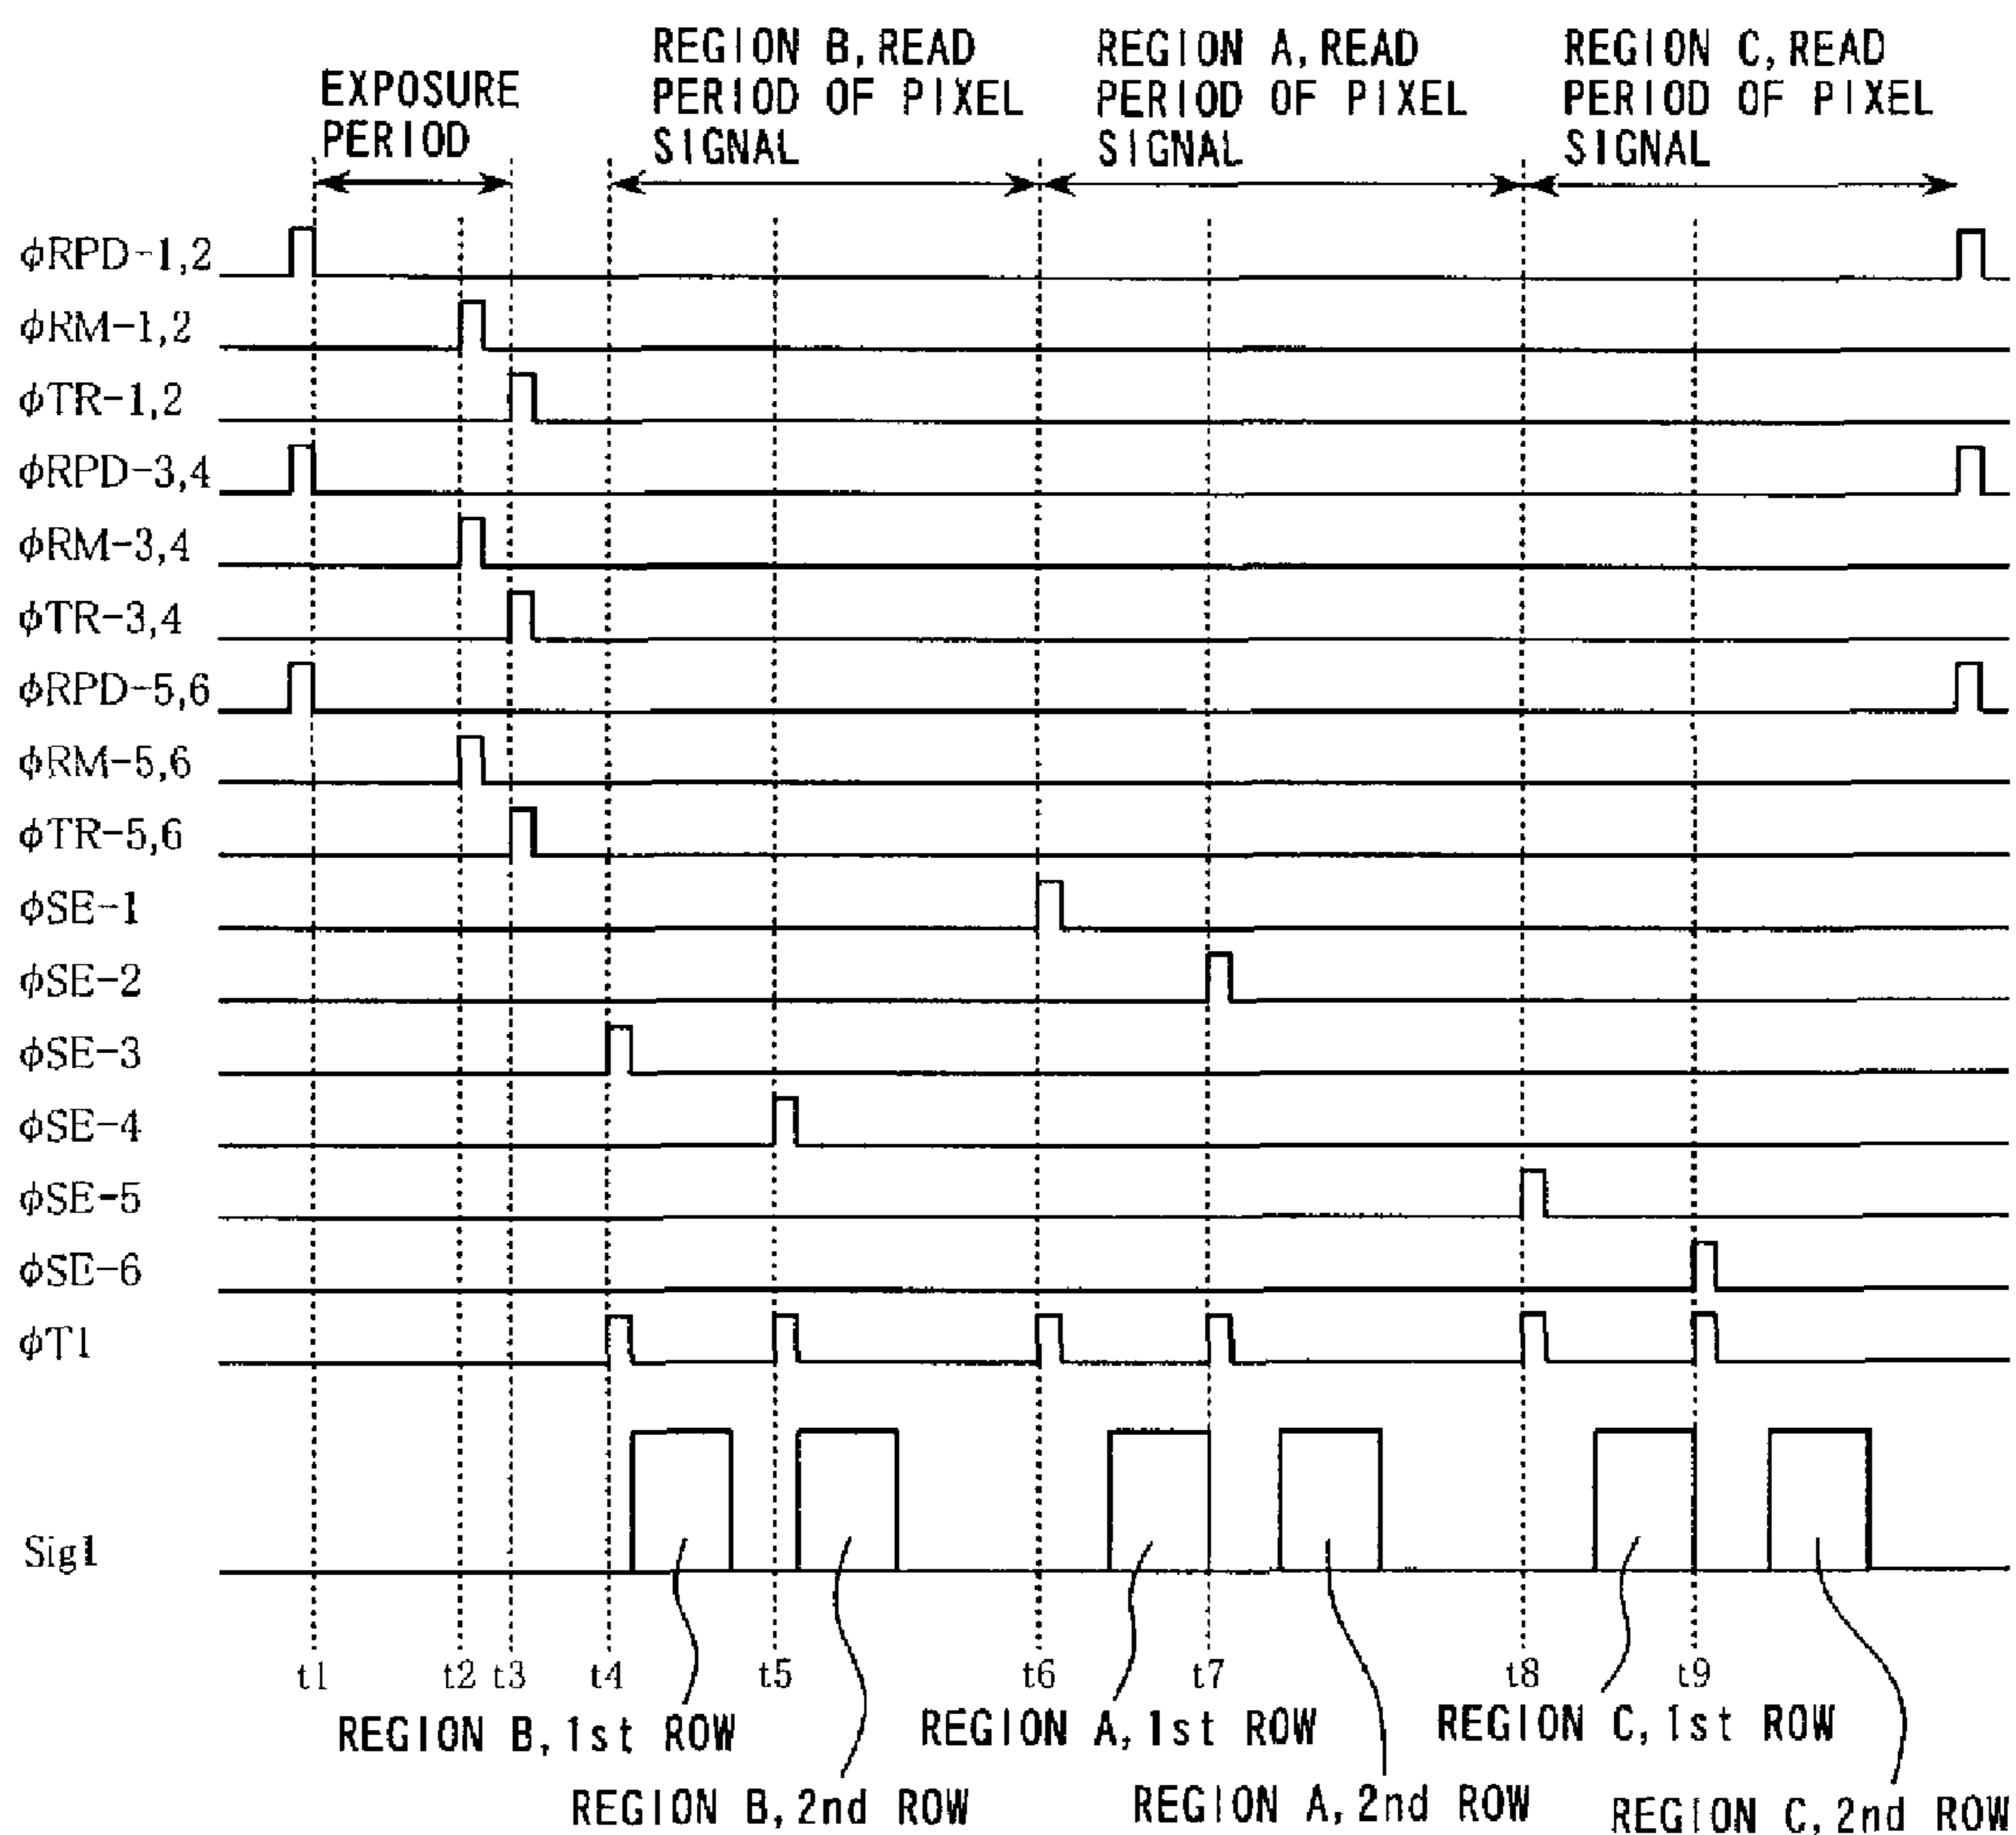 EXPOSURE
PERIOD
REGION B, READ
PERIOD OF PIXEL
SIGNAL
REGION A, READ
PERIOD OF PIXEL
SIGNAL
REGION C, READ
PERIOD OF PIXEL
SIGNAL
φRPD-1,2
φRM-1,2
φTR-1,2
φRPD-3,4
φRM-3,4
φTR-3,4
φRPD-5,6
φRM-5,6
φTR-5,6
φSE-1
φSE-2
φSE-3
φSE-4
φSE-5
φSE-6
φT1
Sig1
t1 t2 t3 t4 t5 t6 t7 t8 t9
REGION B, 1st ROW
REGION A, 1st ROW
REGION C, 1st ROW
REGION B, 2nd ROW
REGION A, 2nd ROW
REGION C, 2nd ROW